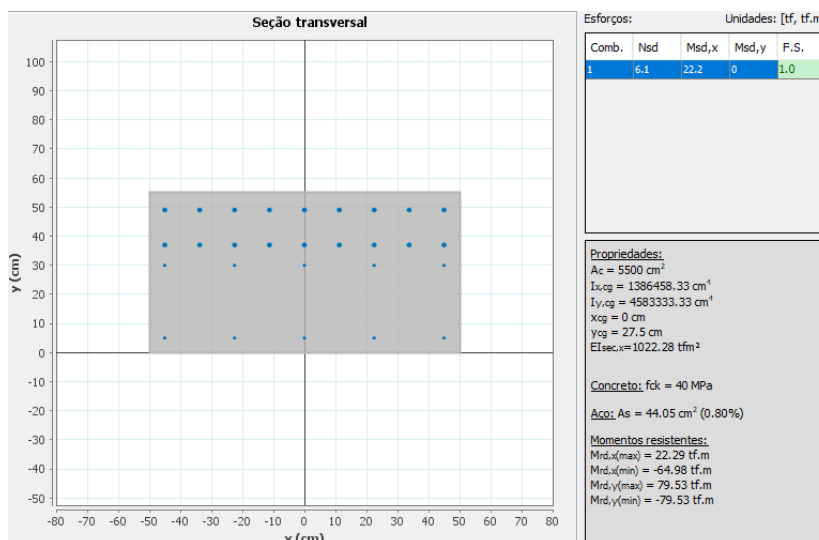 Seção transversal
100
90
80
70
60
50
40
30
20
10
0
-10
-20
-30
-40
-50
y (cm)
-80 -70 -60 -50 -40 -30 -20 -10 0 10 20 30 40 50 60 70 80
x (cm)
Esforços: Unidades: [tf, tf.m
Comb. Nsd Msd,x Msd,y F.S.
1 6.1 22.2 0 1.0
Propriedades:
Ac = 5500 cm²
Ix,cg = 1386458.33 cm⁴
Iy,cg = 4583333.33 cm⁴
xcg = 0 cm
ycg = 27.5 cm
EIsec,x=1022.28 tfm²
Concreto: fck = 40 MPa
Aço: As = 44.05 cm² (0.80%)
Momentos resistentes:
Mrd,x(max) = 22.29 tf.m
Mrd,x(min) = -64.98 tf.m
Mrd,y(max) = 79.53 tf.m
Mrd,y(min) = -79.53 tf.m